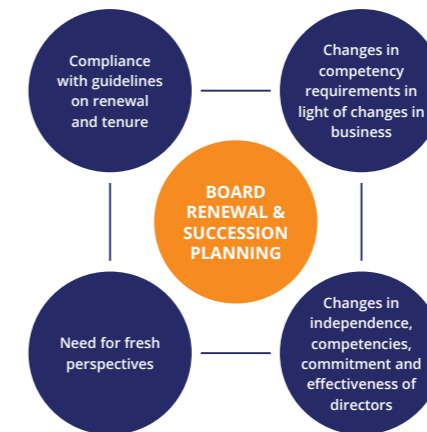 Compliance
with guidelines
on renewal
and tenure
Changes in
competency
requirements in
light of changes in
business
BOARD
RENEWAL &
SUCCESSION
PLANNING
Need for fresh
perspectives
Changes in
independence,
competencies,
commitment and
effectiveness of
directors